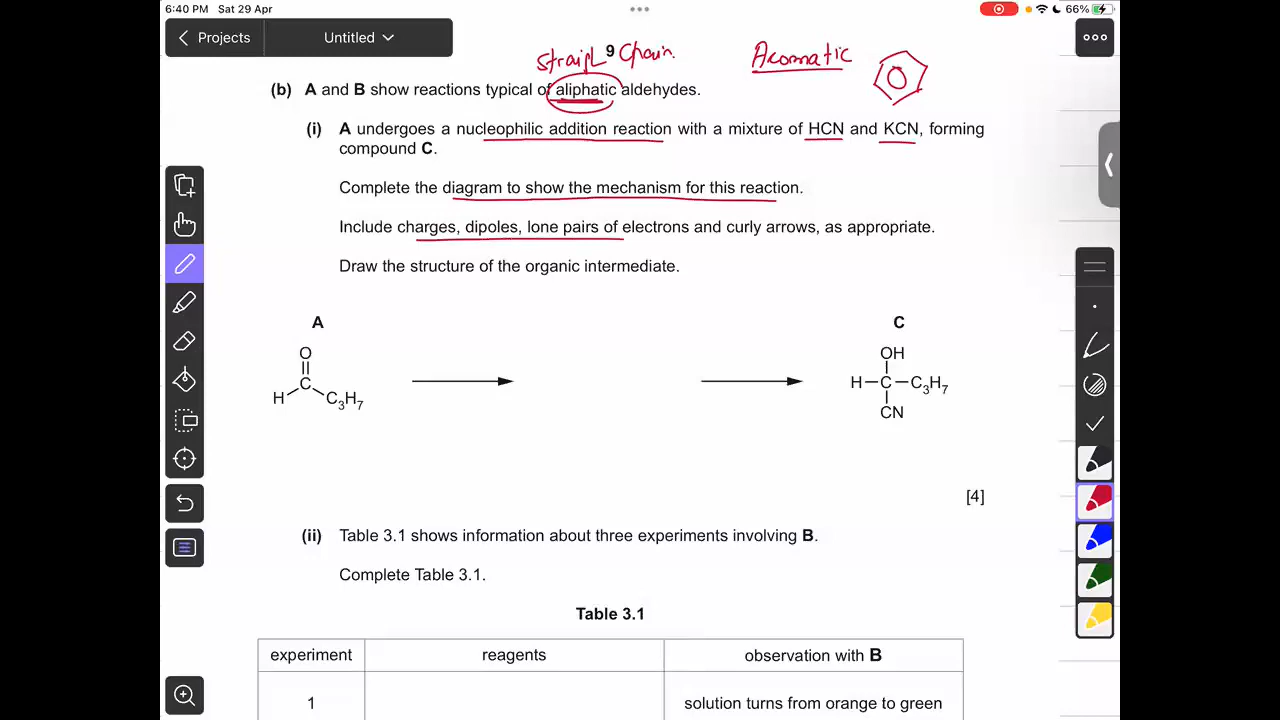 6:40 PM Sat 29 Apr
66%
Projects
Untitled
9
Chain.
Aromatic
(b) A and B show reactions typical of aliphatic aldehydes.
(i) A undergoes a nucleophilic addition reaction with a mixture of HCN and KCN, forming
compound C.
Complete the diagram to show the mechanism for this reaction.
Include charges, dipoles, lone pairs of electrons and curly arrows, as appropriate.
Draw the structure of the organic intermediate.
A
C
O
C
H
C3H7
OH
H–C–C3H7
CN
[4]
(ii) Table 3.1 shows information about three experiments involving B.
Complete Table 3.1.
Table 3.1
experiment reagents observation with B
1 solution turns from orange to green